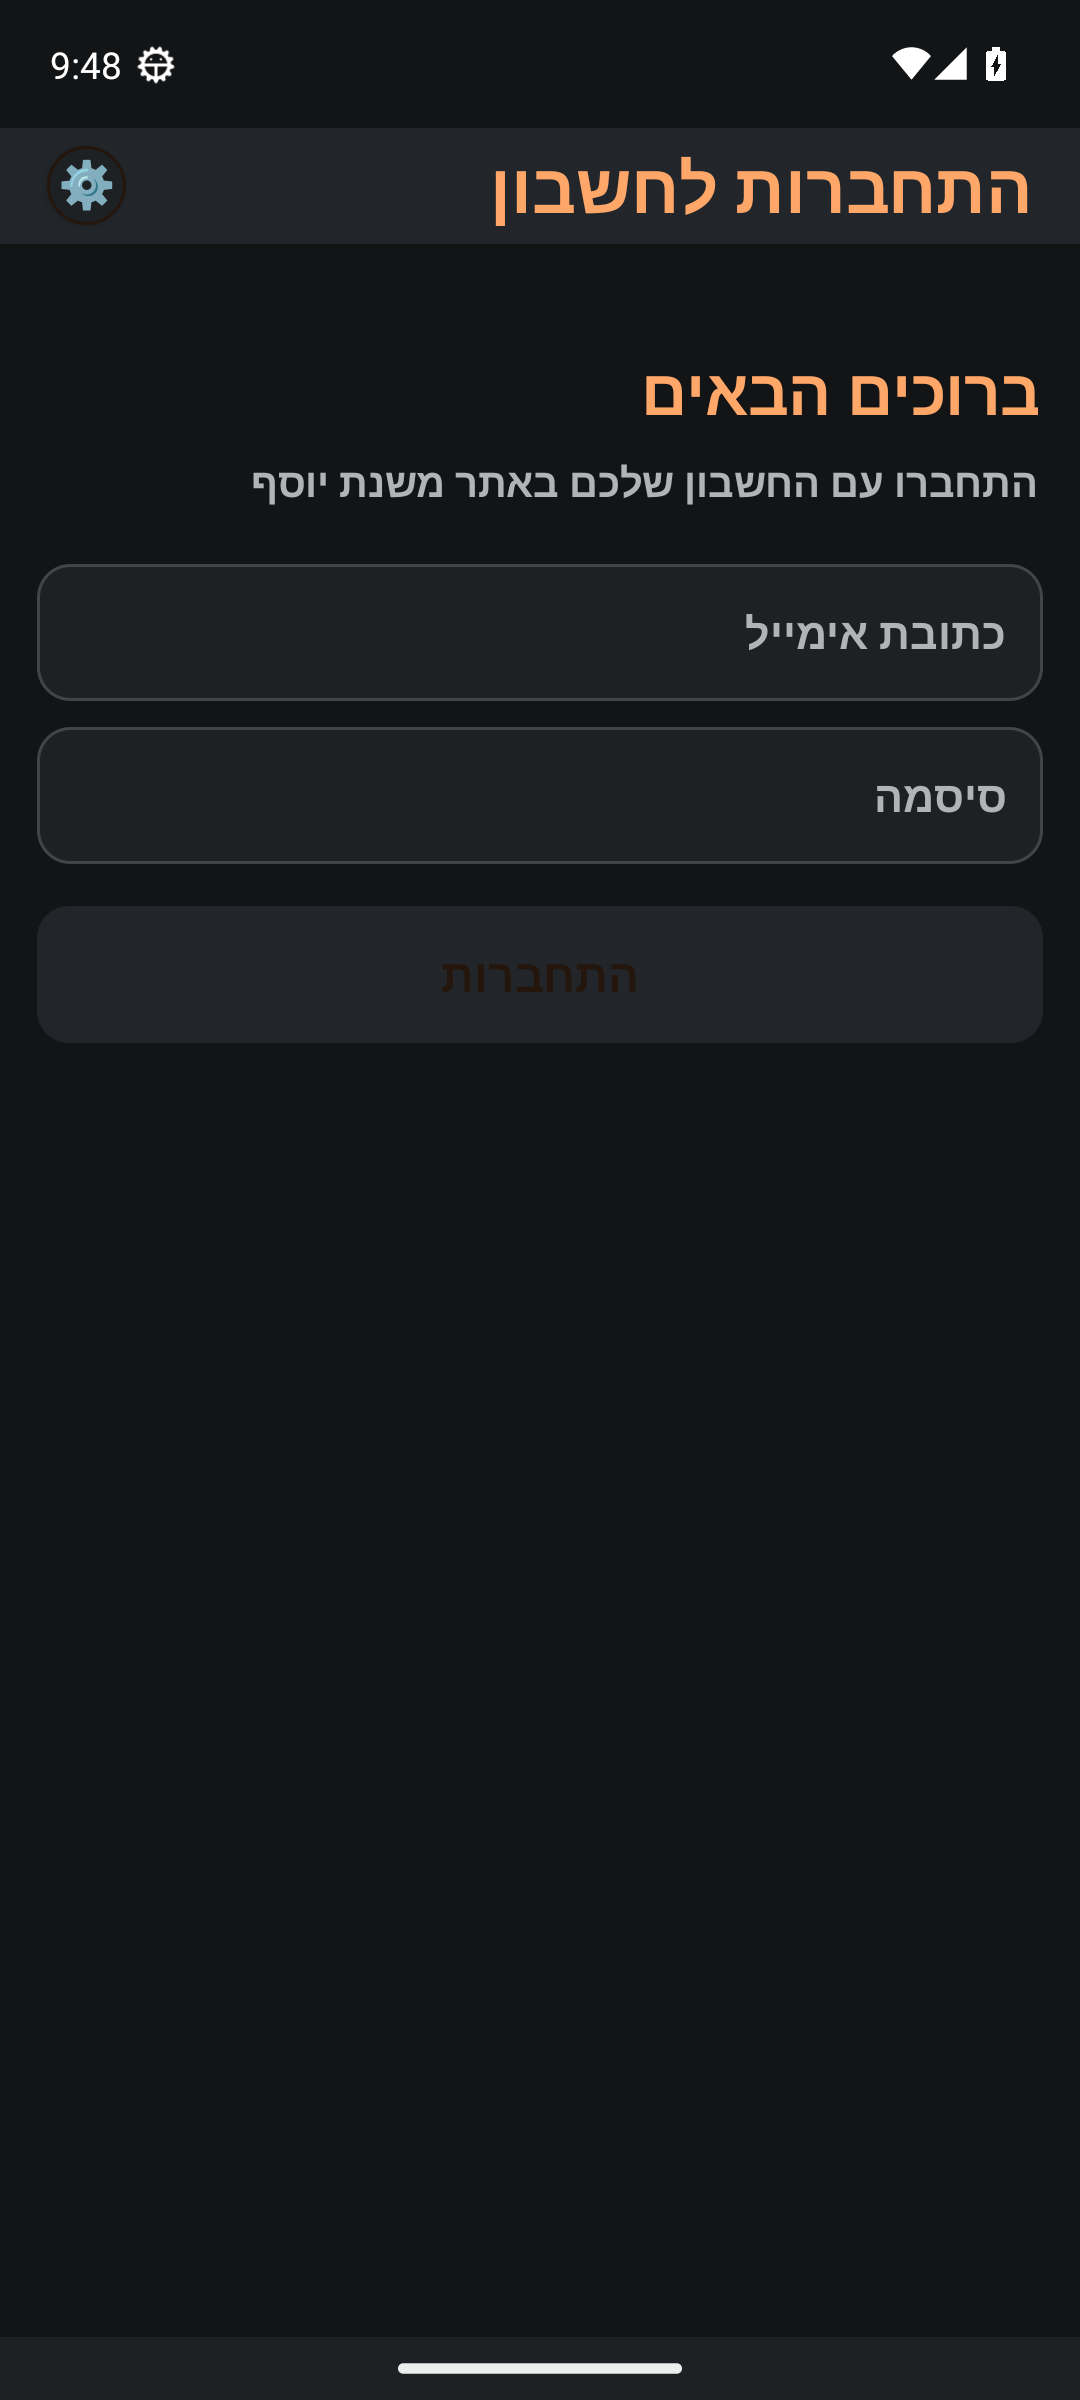 9:48
התחברות לחשבון
ברוכים הבאים
התחברו עם החשבון שלכם באתר משנת יוסף
כתובת אימייל
סיסמה
התחברות